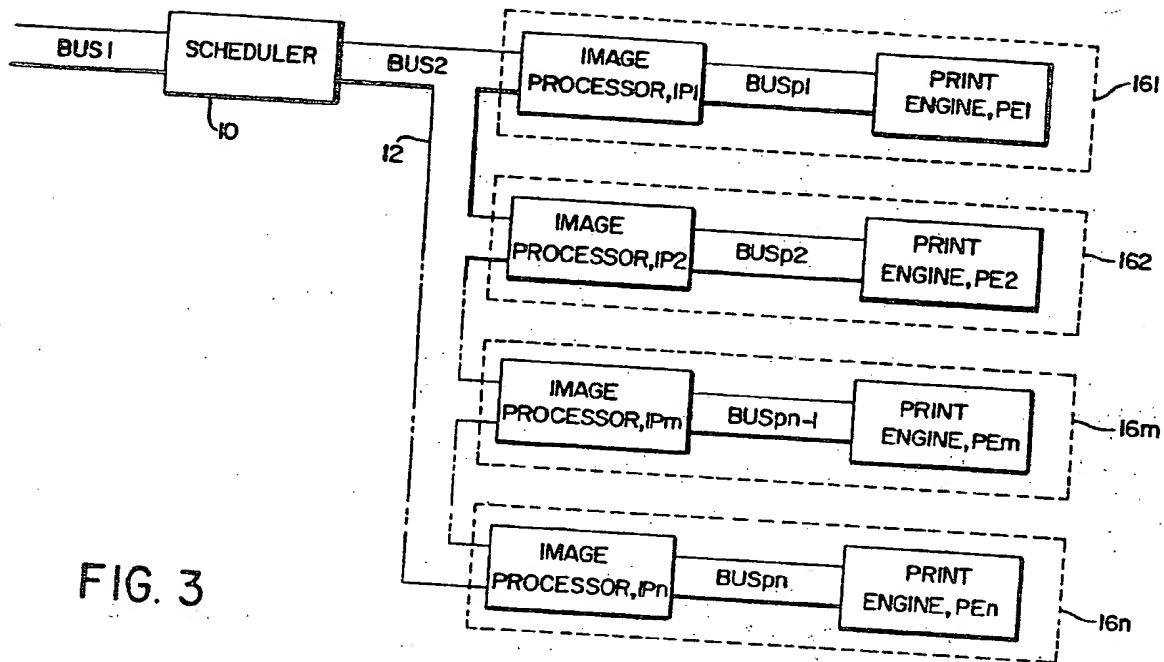 BUS1
SCHEDULER
10
BUS2
12
IMAGE
PROCESSOR, IP1
BUSp1
PRINT
ENGINE, PE1
161
IMAGE
PROCESSOR, IP2
BUSp2
PRINT
ENGINE, PE2
162
IMAGE
PROCESSOR, IPm
BUSpn-1
PRINT
ENGINE, PEm
16m
IMAGE
PROCESSOR, IPn
BUSpn
PRINT
ENGINE, PEn
16n
FIG. 3